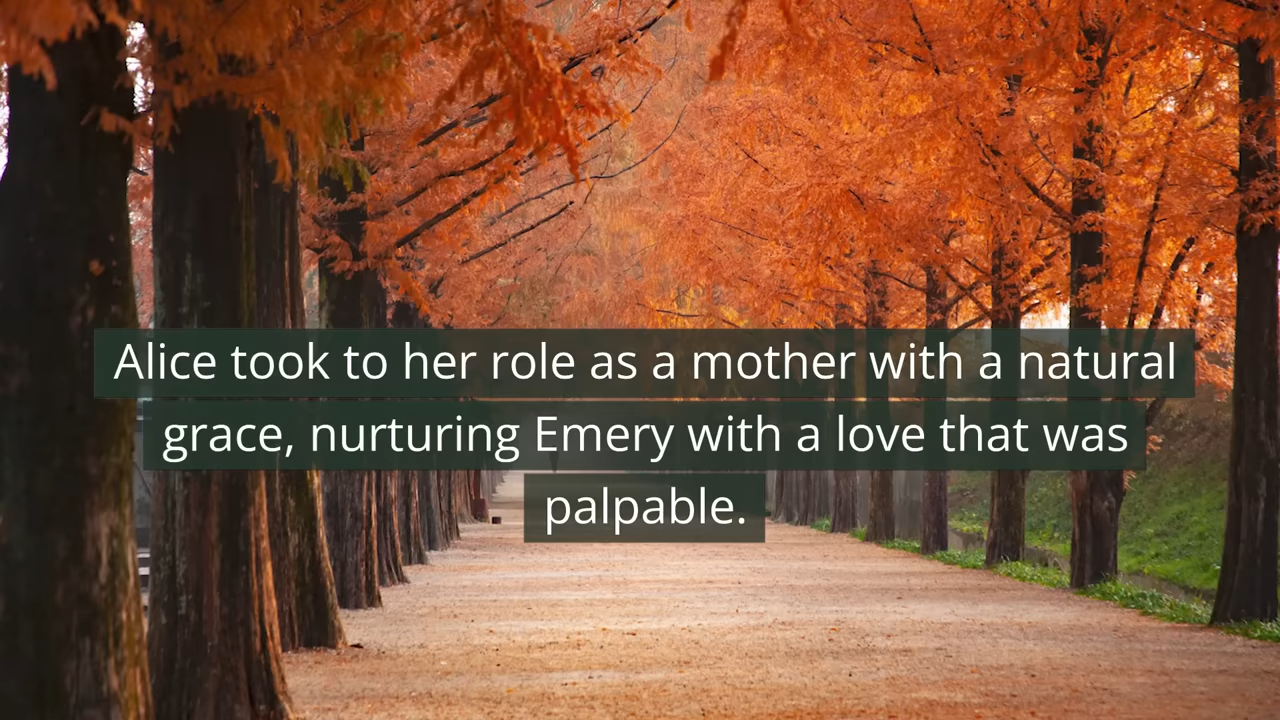 Alice took to her role as a mother with a natural
grace, nurturing Emery with a love that was
palpable.